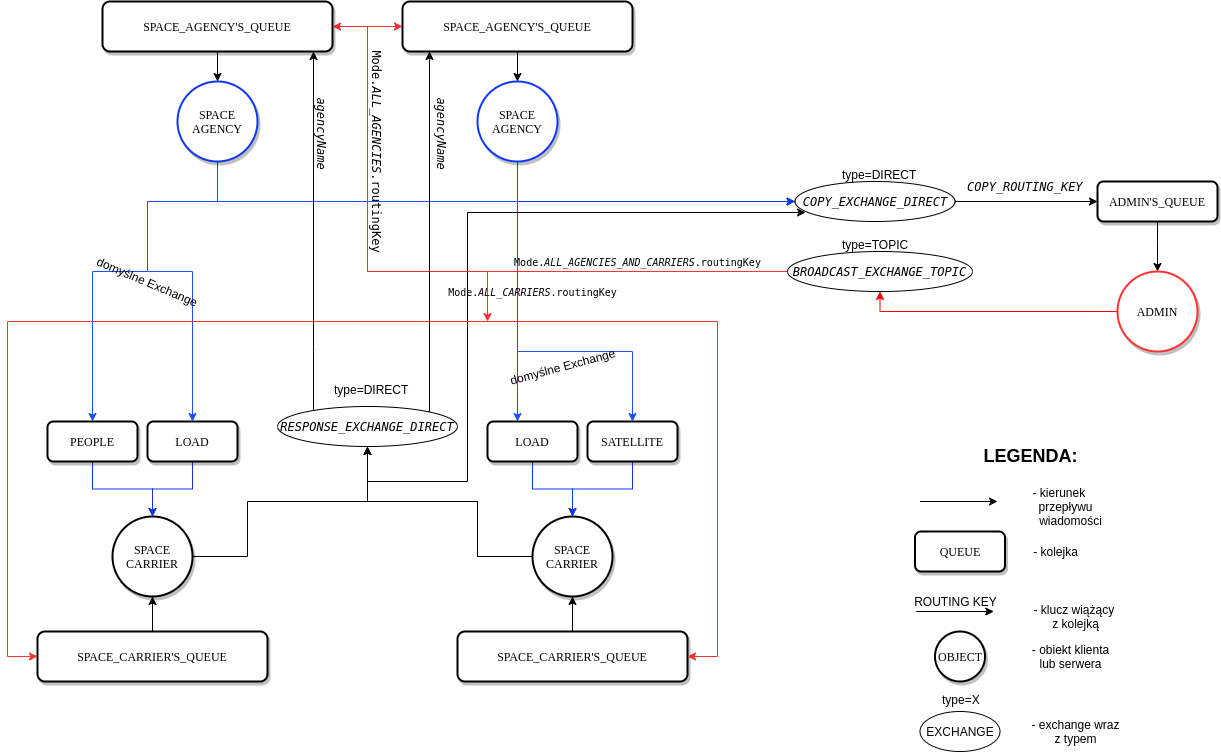 SPACE_AGENCY'S_QUEUE
SPACE_AGENCY'S_QUEUE
SPACE
AGENCY
SPACE
AGENCY
agencyName
Mode.ALL_AGENCIES.routingKey
agencyName
type=DIRECT
COPY_EXCHANGE_DIRECT
COPY_ROUTING_KEY
ADMIN'S_QUEUE
type=TOPIC
BROADCAST_EXCHANGE_TOPIC
Mode.ALL_AGENCIES_AND_CARRIERS.routingKey
Mode.ALL_CARRIERS.routingKey
ADMIN
domyślne Exchange
domyślne Exchange
type=DIRECT
RESPONSE_EXCHANGE_DIRECT
PEOPLE
LOAD
LOAD
SATELLITE
SPACE
CARRIER
SPACE
CARRIER
SPACE_CARRIER'S_QUEUE
SPACE_CARRIER'S_QUEUE
LEGENDA:
- kierunek
przepływu
wiadomości
QUEUE
- kolejka
ROUTING KEY
- klucz wiążący
z kolejką
OBJECT
- obiekt klienta
lub serwera
type=X
EXCHANGE
- exchange wraz
z typem